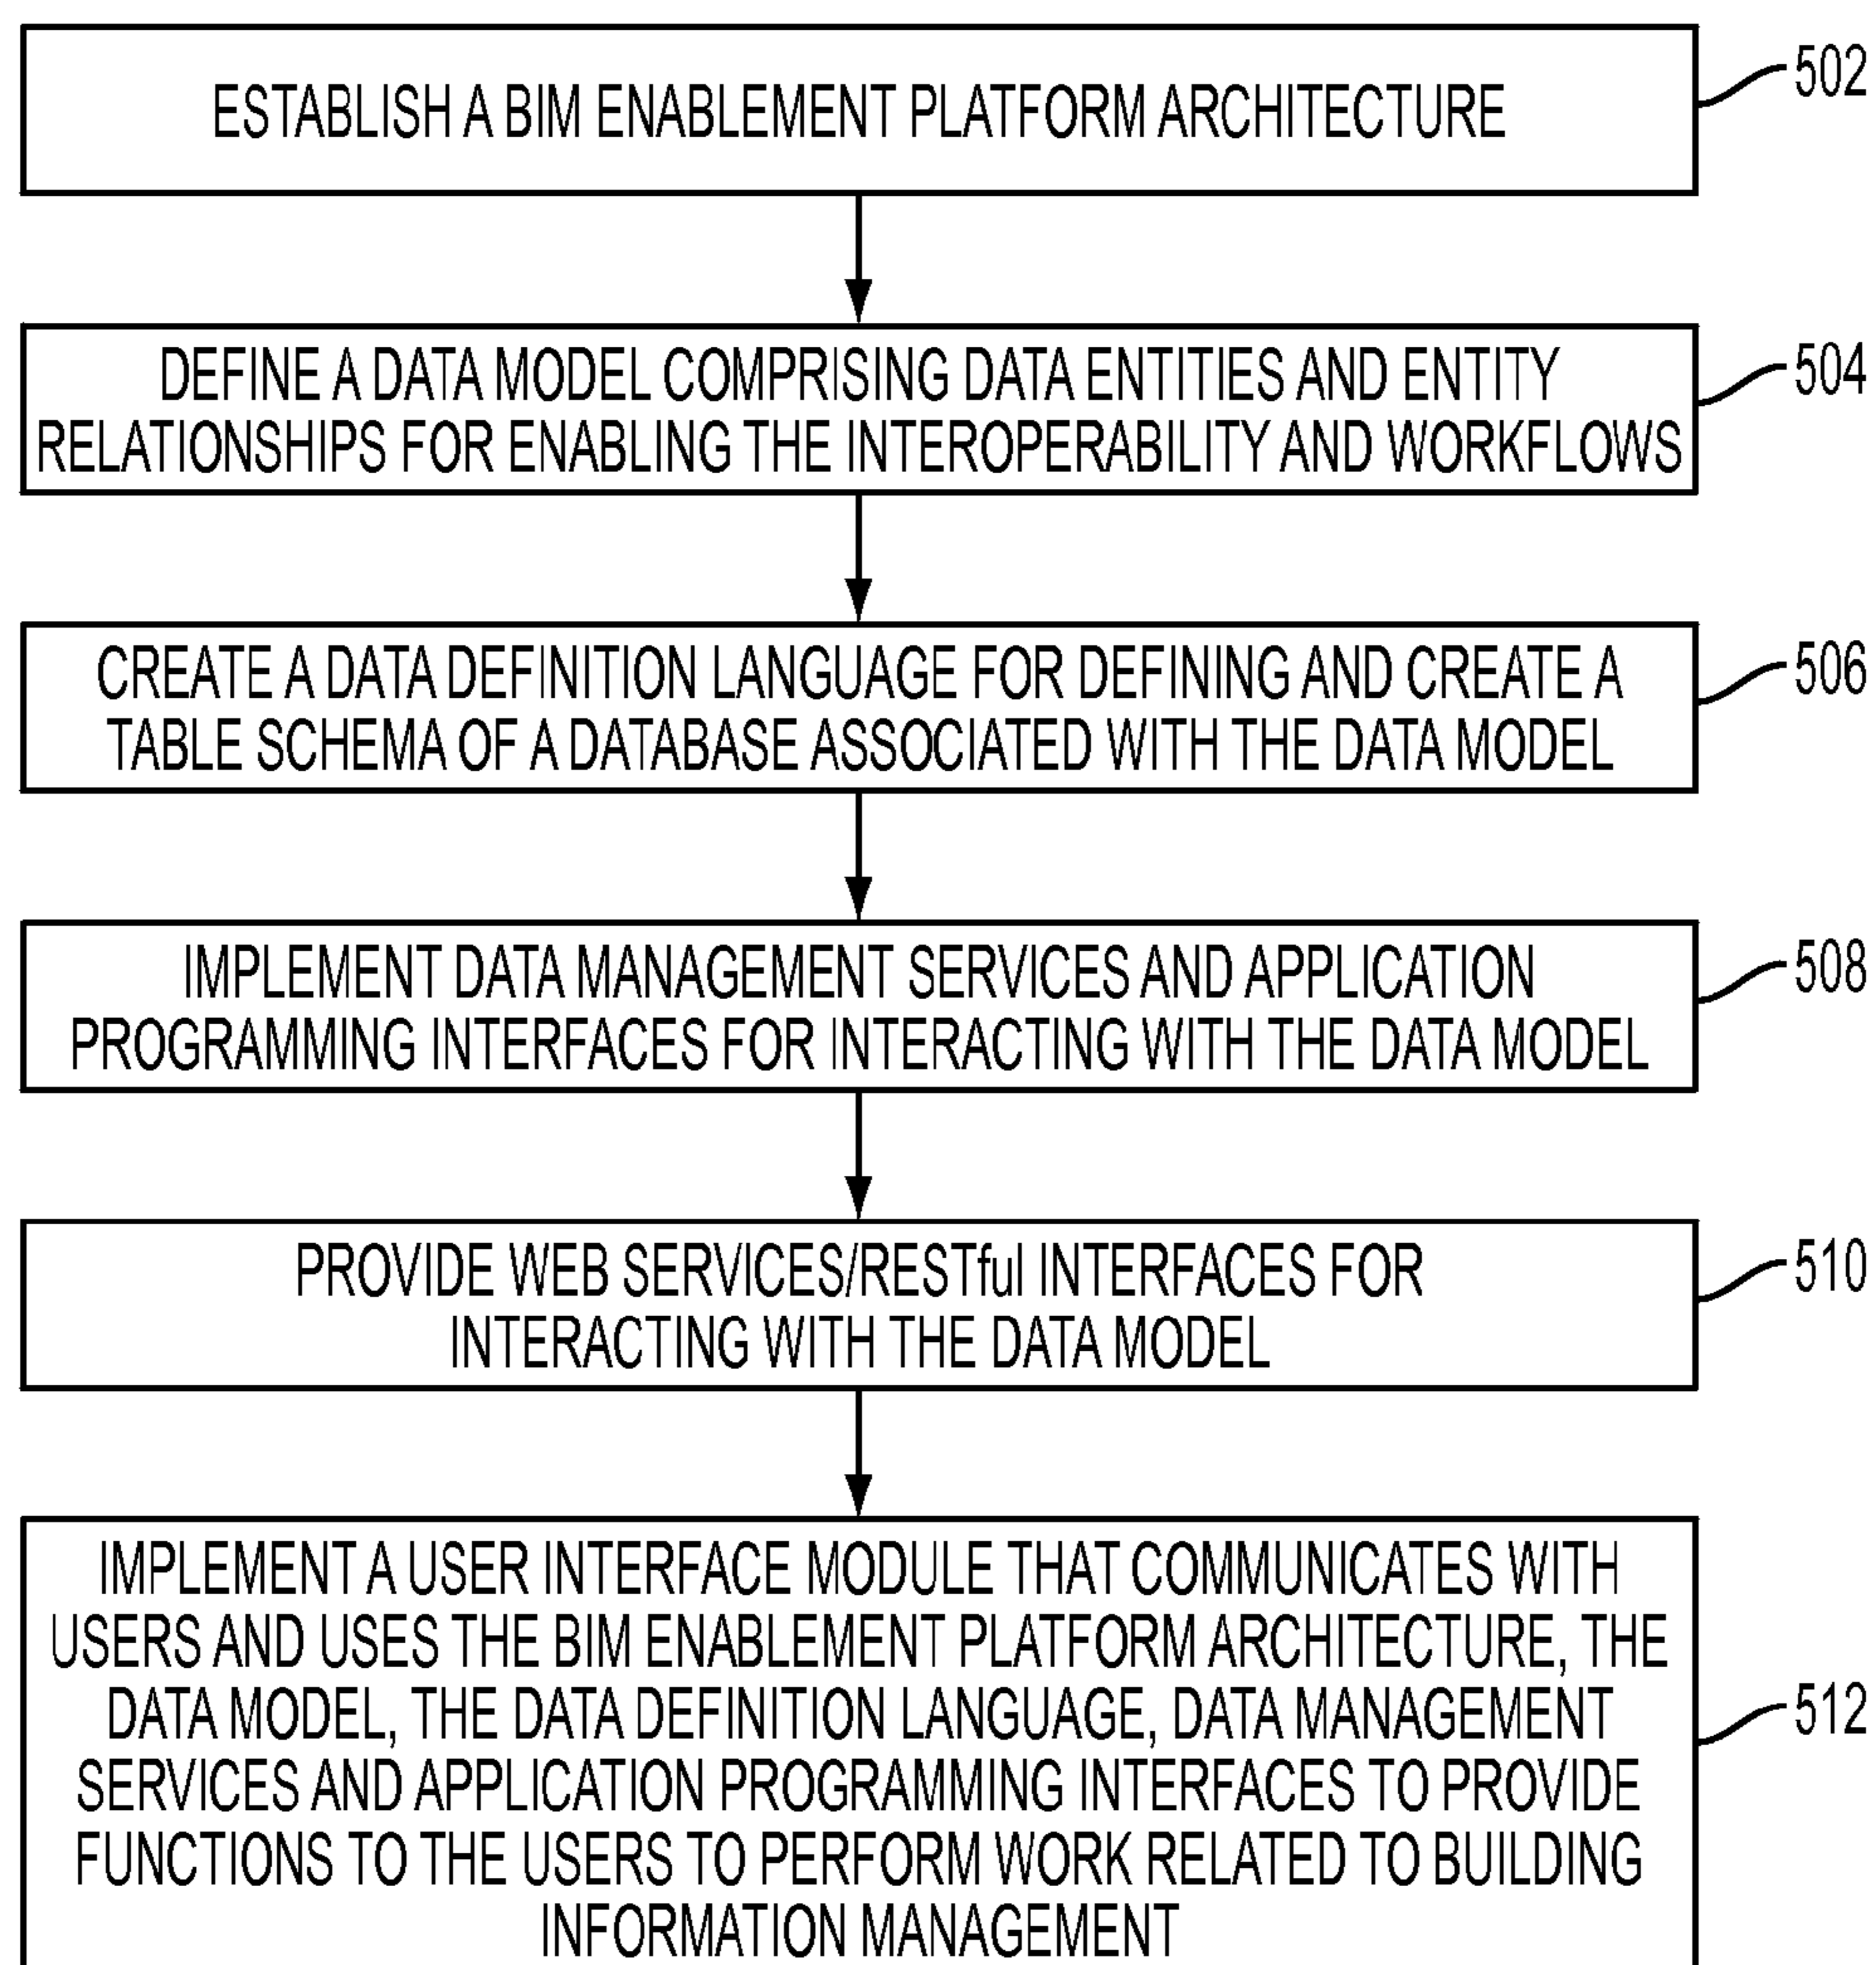 ESTABLISH A BIM ENABLEMENT PLATFORM ARCHITECTURE
502
DEFINE A DATA MODEL COMPRISING DATA ENTITIES AND ENTITY
RELATIONSHIPS FOR ENABLING THE INTEROPERABILITY AND WORKFLOWS
504
CREATE A DATA DEFINITION LANGUAGE FOR DEFINING AND CREATE A
TABLE SCHEMA OF A DATABASE ASSOCIATED WITH THE DATA MODEL
506
IMPLEMENT DATA MANAGEMENT SERVICES AND APPLICATION
PROGRAMMING INTERFACES FOR INTERACTING WITH THE DATA MODEL
508
PROVIDE WEB SERVICES/RESTful INTERFACES FOR
INTERACTING WITH THE DATA MODEL
510
IMPLEMENT A USER INTERFACE MODULE THAT COMMUNICATES WITH
USERS AND USES THE BIM ENABLEMENT PLATFORM ARCHITECTURE, THE
DATA MODEL, THE DATA DEFINITION LANGUAGE, DATA MANAGEMENT
SERVICES AND APPLICATION PROGRAMMING INTERFACES TO PROVIDE
FUNCTIONS TO THE USERS TO PERFORM WORK RELATED TO BUILDING
INFORMATION MANAGEMENT
512